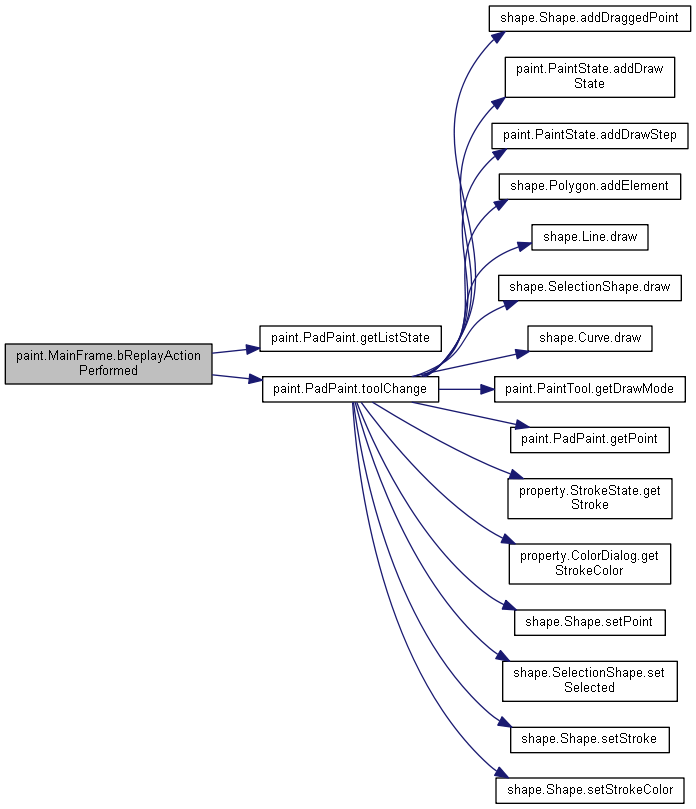 shape.Shape.addDraggedPoint
paint.PaintState.addDraw
State
paint.PaintState.addDrawStep
shape.Polygon.addElement
shape.Line.draw
shape.SelectionShape.draw
paint.PadPaint.getListState
shape.Curve.draw
paint.MainFrame.bReplayAction
Performed
paint.PadPaint.toolChange
paint.PaintTool.getDrawMode
paint.PadPaint.getPoint
property.StrokeState.get
Stroke
property.ColorDialog.get
StrokeColor
shape.Shape.setPoint
shape.SelectionShape.set
Selected
shape.Shape.setStroke
shape.Shape.setStrokeColor